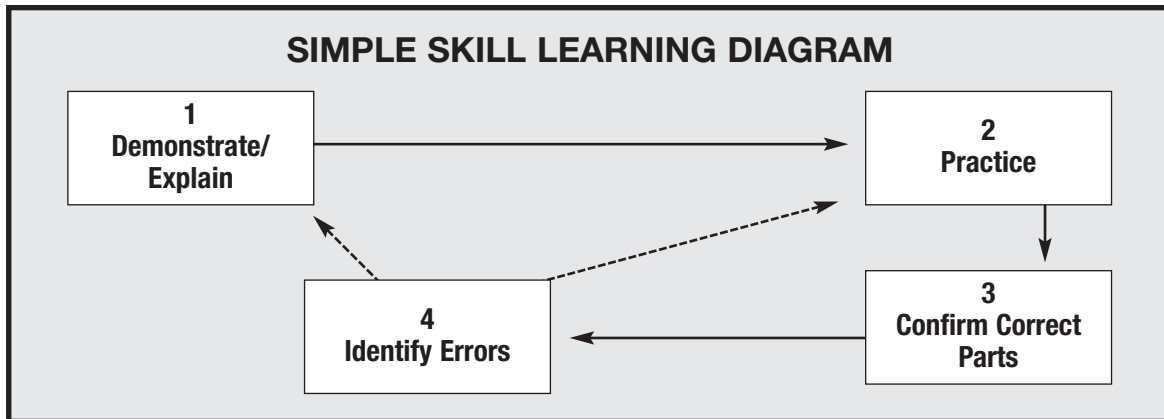 SIMPLE SKILL LEARNING DIAGRAM
1
Demonstrate/
Explain
2
Practice
3
Confirm Correct
Parts
4
Identify Errors